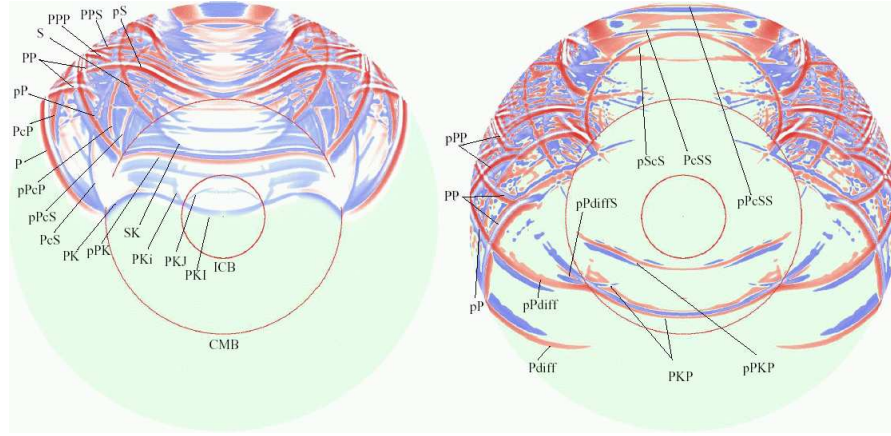 PPS
pS
PPP
S
PP
pP
PcP
P
pPcP
pPcS
PcS
PK
pPK
SK
PKi
PKJ
PKI
ICB
CMB
pPP
PP
pP
pScS
PcSS
pPcSS
pPdiffS
pPdiff
Pdiff
PKP
pPKP